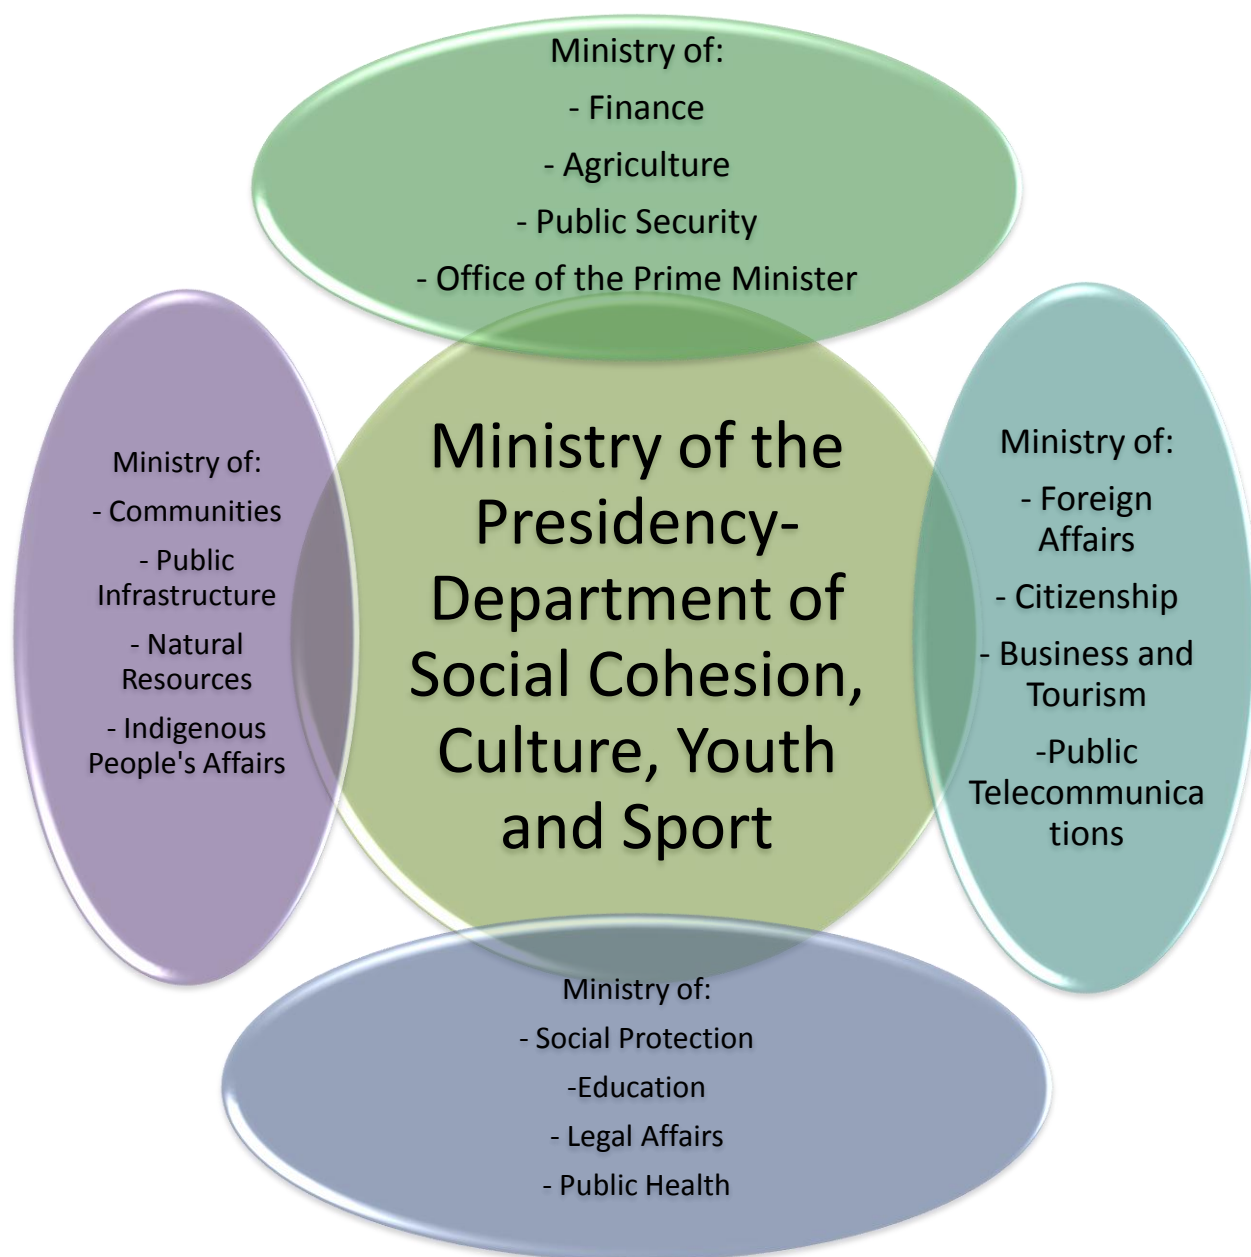 Ministry of:
- Finance
- Agriculture
- Public Security
- Office of the Prime Minister
Ministry of:
- Communities
- Public
Infrastructure
- Natural
Resources
- Indigenous
People's Affairs
Ministry of the
Presidency-
Department of
Social Cohesion,
Culture, Youth
and Sport
Ministry of:
- Foreign
Affairs
- Citizenship
- Business and
Tourism
-Public
Telecommunica
tions
Ministry of:
- Social Protection
-Education
- Legal Affairs
- Public Health